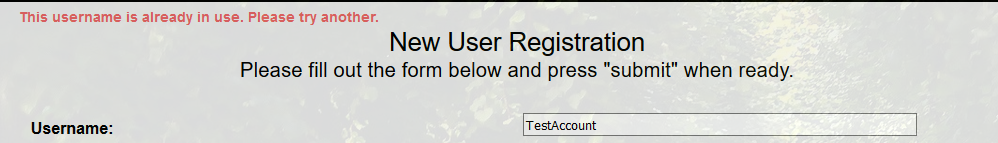 This username is already in use. Please try another.
New User Registration
Please fill out the form below and press "submit" when ready.
Username: TestAccount